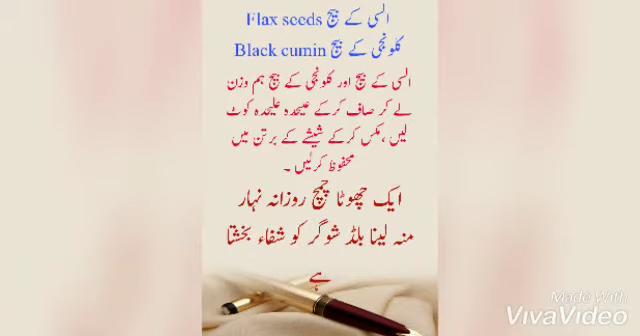 السی کے بیج Flax seeds
کلونجی کے بیج Black cumin
السی کے بیج اور کلونجی کے بیج ہم وزن
لے کر صاف کرکے علیحدہ علیحدہ کوٹ
لیں ،مکس کرکے شیشے کے برتن میں
محفوظ کرلیں ۔
ایک چھوٹا چمچ روزانہ نہار
منہ لینا بلڈ شوگر کو شفاء بخشتا
ہے
Made With
VivaVideo